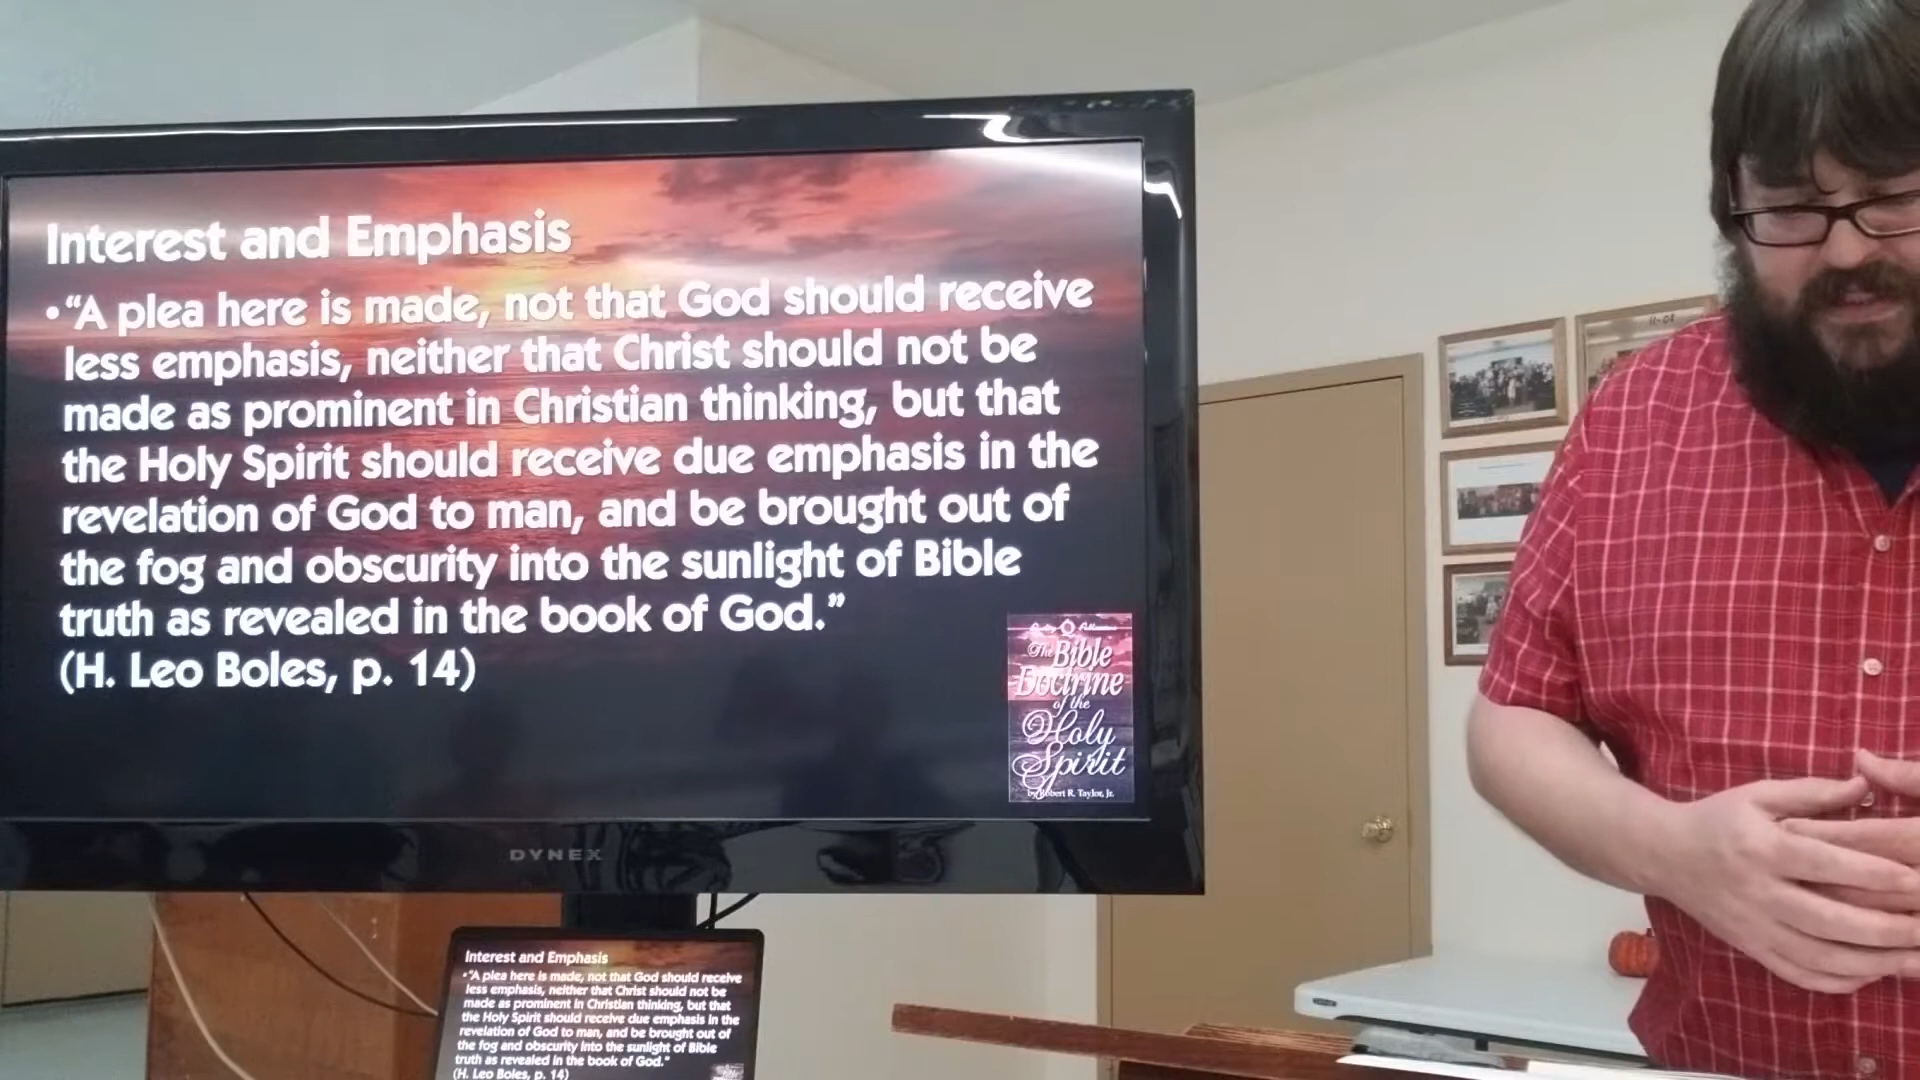 Interest and Emphasis
•“A plea here is made, not that God should receive
less emphasis, neither that Christ should not be
made as prominent in Christian thinking, but that
the Holy Spirit should receive due emphasis in the
revelation of God to man, and be brought out of
the fog and obscurity into the sunlight of Bible
truth as revealed in the book of God.”
(H. Leo Boles, p. 14)
The Bible
Doctrine
of the
Holy
Spirit
by Robert R. Taylor, Jr.
DYNEX
Interest and Emphasis
•“A plea here is made, not that God should receive
less emphasis, neither that Christ should not be
made as prominent in Christian thinking, but that
the Holy Spirit should receive due emphasis in the
revelation of God to man, and be brought out of
the fog and obscurity into the sunlight of Bible
truth as revealed in the book of God.”
(H. Leo Boles, p. 14)